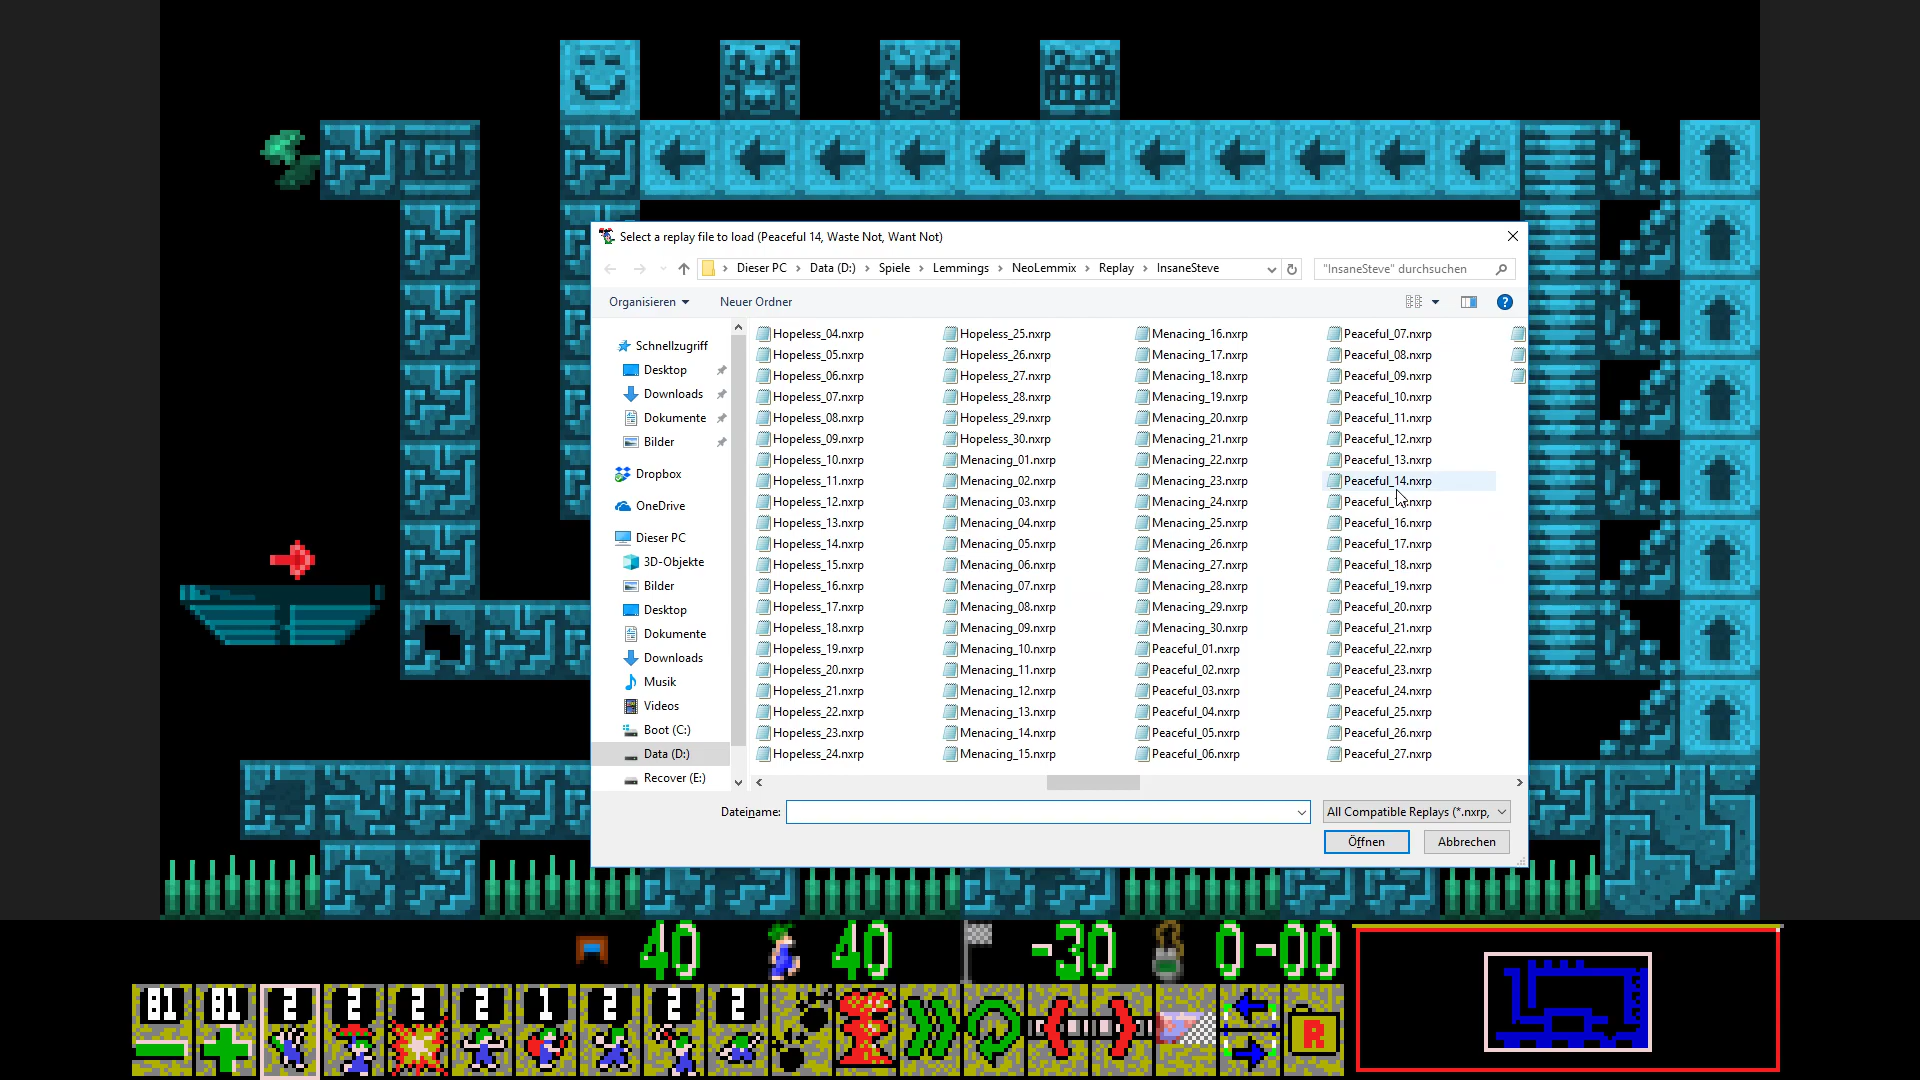 Select a replay file to load (Peaceful 14, Waste Not, Want Not)
Dieser PC › Data (D:) › Spiele › Lemmings › NeoLemmix › Replay › InsaneSteve
"InsaneSteve" durchsuchen
Organisieren
Neuer Ordner
Schnellzugriff
Desktop
Downloads
Dokumente
Bilder
Dropbox
OneDrive
Dieser PC
3D-Objekte
Bilder
Desktop
Dokumente
Downloads
Musik
Videos
Boot (C:)
Data (D:)
Recover (E:)
Hopeless_04.nxrp
Hopeless_05.nxrp
Hopeless_06.nxrp
Hopeless_07.nxrp
Hopeless_08.nxrp
Hopeless_09.nxrp
Hopeless_10.nxrp
Hopeless_11.nxrp
Hopeless_12.nxrp
Hopeless_13.nxrp
Hopeless_14.nxrp
Hopeless_15.nxrp
Hopeless_16.nxrp
Hopeless_17.nxrp
Hopeless_18.nxrp
Hopeless_19.nxrp
Hopeless_20.nxrp
Hopeless_21.nxrp
Hopeless_22.nxrp
Hopeless_23.nxrp
Hopeless_24.nxrp
Hopeless_25.nxrp
Hopeless_26.nxrp
Hopeless_27.nxrp
Hopeless_28.nxrp
Hopeless_29.nxrp
Hopeless_30.nxrp
Menacing_01.nxrp
Menacing_02.nxrp
Menacing_03.nxrp
Menacing_04.nxrp
Menacing_05.nxrp
Menacing_06.nxrp
Menacing_07.nxrp
Menacing_08.nxrp
Menacing_09.nxrp
Menacing_10.nxrp
Menacing_11.nxrp
Menacing_12.nxrp
Menacing_13.nxrp
Menacing_14.nxrp
Menacing_15.nxrp
Menacing_16.nxrp
Menacing_17.nxrp
Menacing_18.nxrp
Menacing_19.nxrp
Menacing_20.nxrp
Menacing_21.nxrp
Menacing_22.nxrp
Menacing_23.nxrp
Menacing_24.nxrp
Menacing_25.nxrp
Menacing_26.nxrp
Menacing_27.nxrp
Menacing_28.nxrp
Menacing_29.nxrp
Menacing_30.nxrp
Peaceful_01.nxrp
Peaceful_02.nxrp
Peaceful_03.nxrp
Peaceful_04.nxrp
Peaceful_05.nxrp
Peaceful_06.nxrp
Peaceful_07.nxrp
Peaceful_08.nxrp
Peaceful_09.nxrp
Peaceful_10.nxrp
Peaceful_11.nxrp
Peaceful_12.nxrp
Peaceful_13.nxrp
Peaceful_14.nxrp
Peaceful_16.nxrp
Peaceful_17.nxrp
Peaceful_18.nxrp
Peaceful_19.nxrp
Peaceful_20.nxrp
Peaceful_21.nxrp
Peaceful_22.nxrp
Peaceful_23.nxrp
Peaceful_24.nxrp
Peaceful_25.nxrp
Peaceful_26.nxrp
Peaceful_27.nxrp
Dateiname:
All Compatible Replays (*.nxrp,
Öffnen
Abbrechen
40 40 -30 0-00
81 81 2 2 2 2 1 2 2 2
R